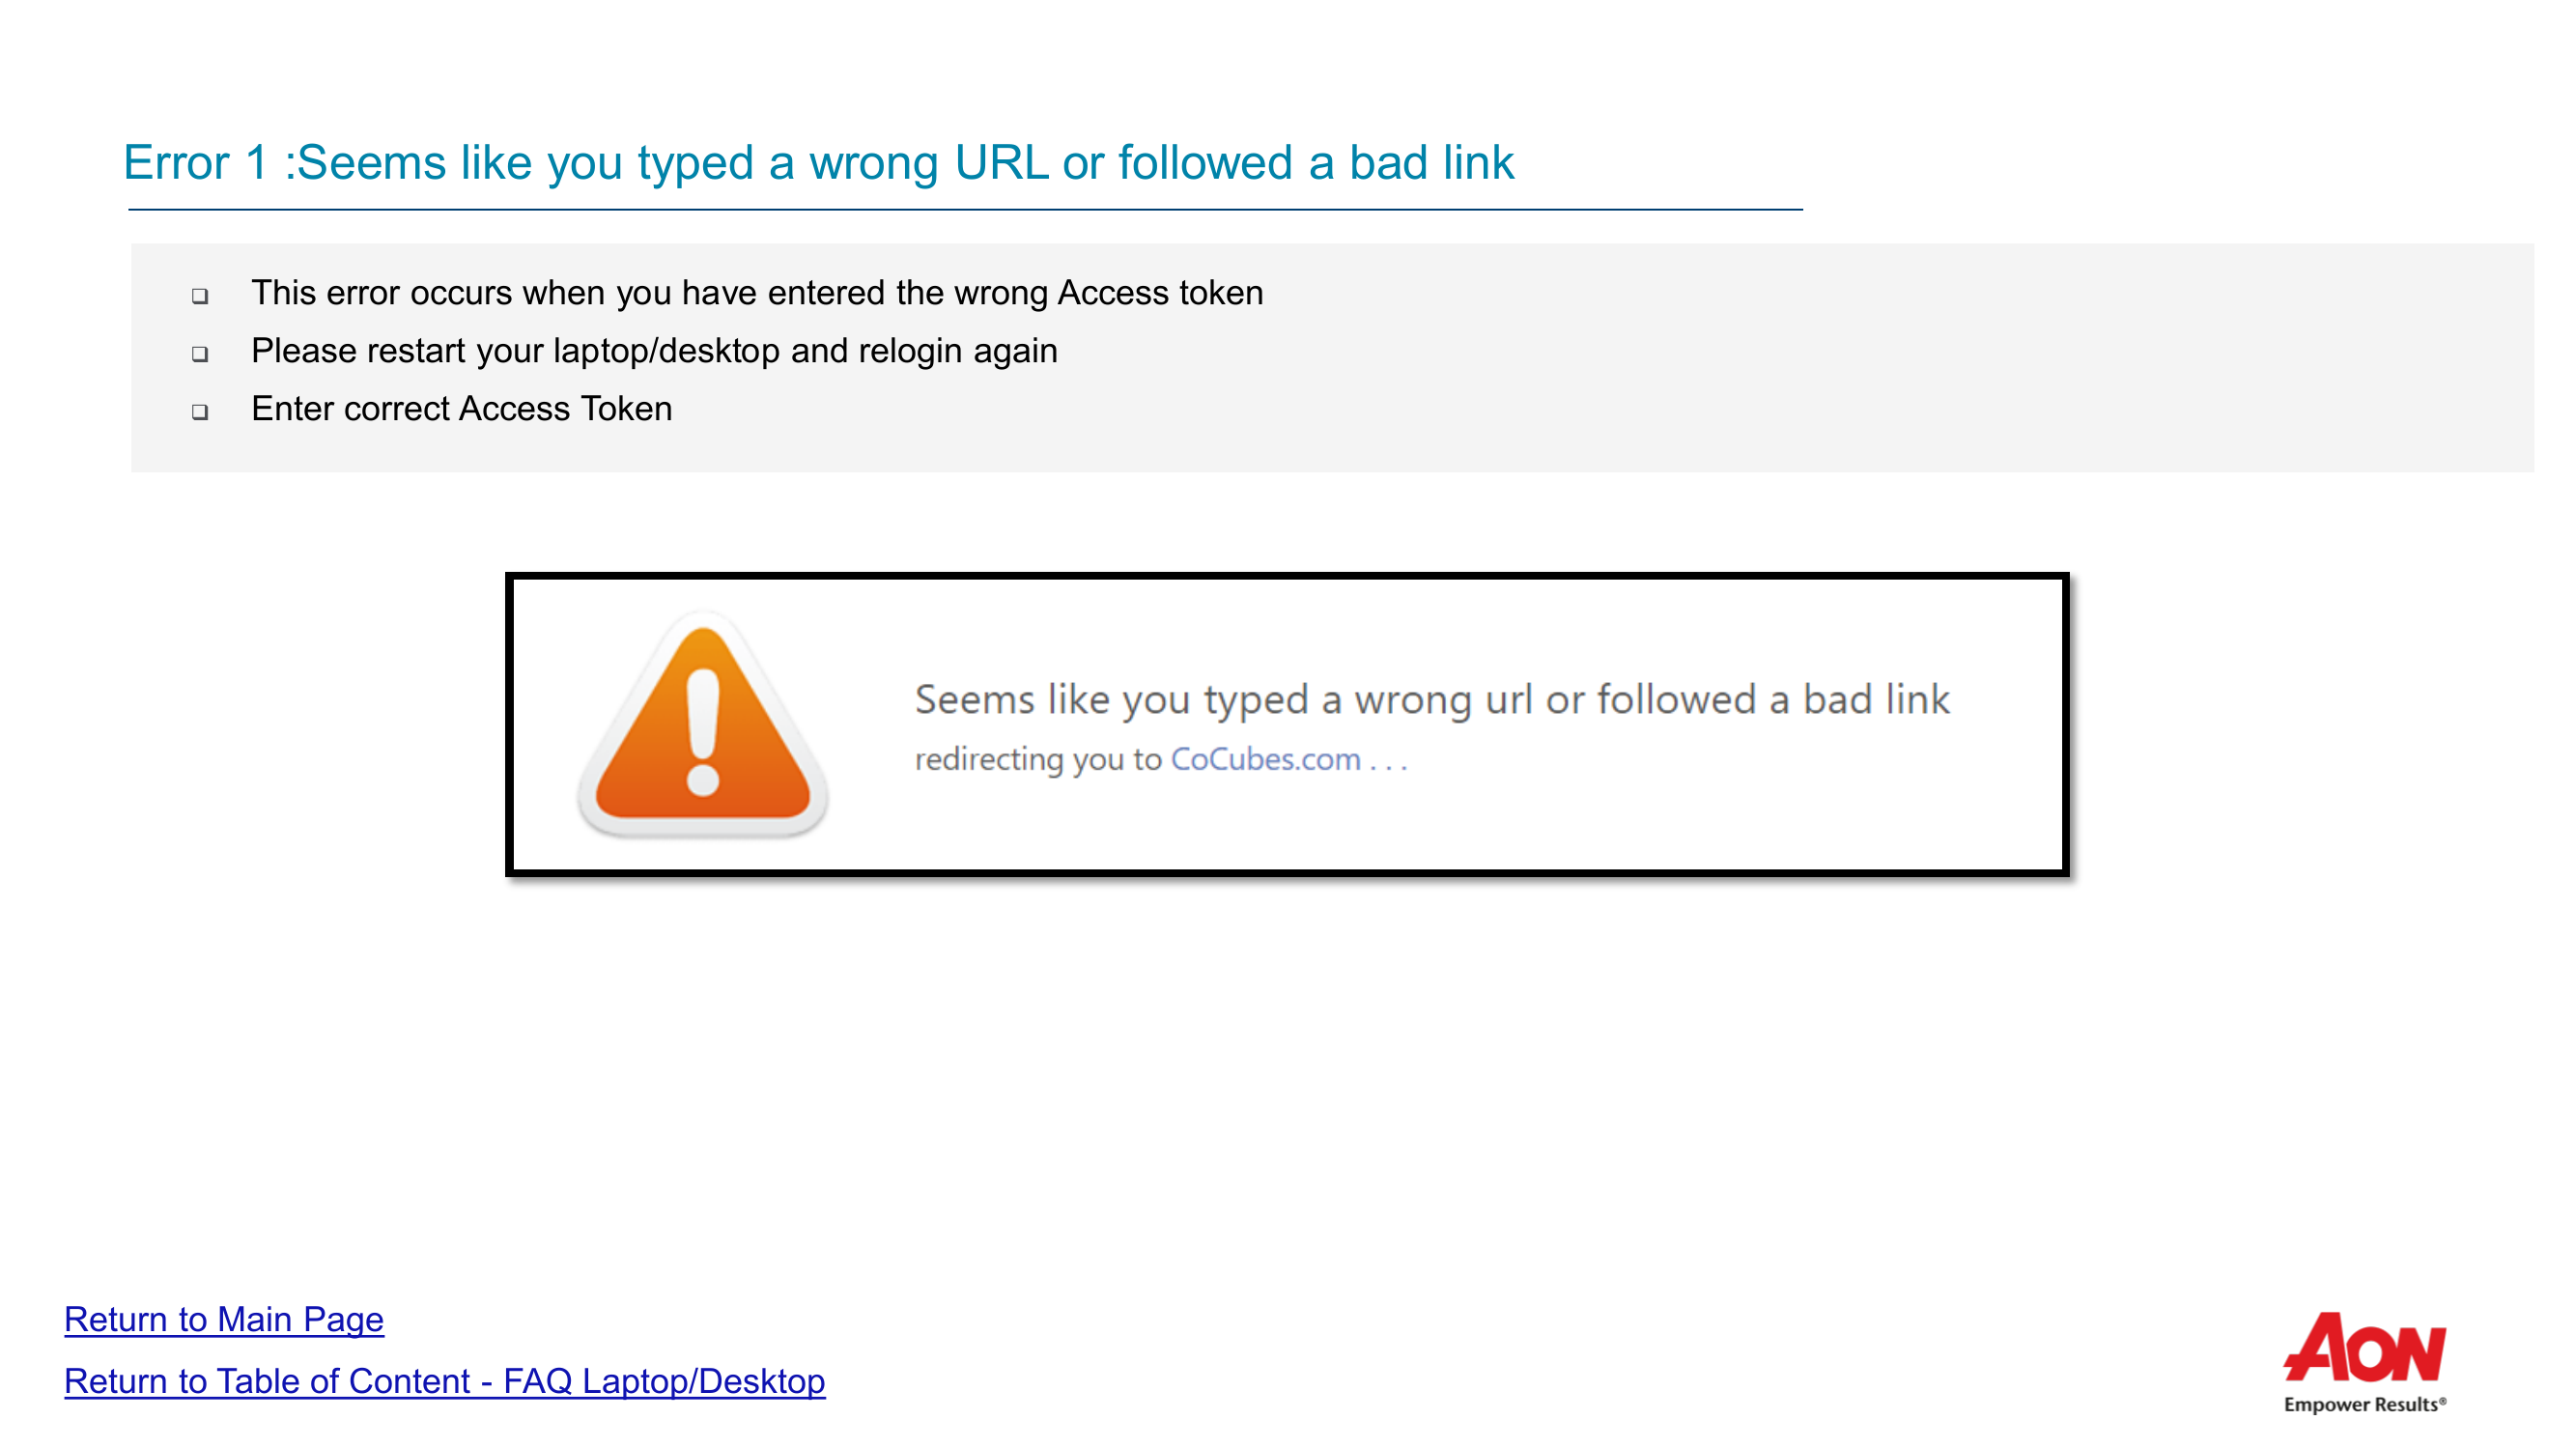 Error 1 :Seems like you typed a wrong URL or followed a bad link
❑ This error occurs when you have entered the wrong Access token
❑ Please restart your laptop/desktop and relogin again
❑ Enter correct Access Token
Seems like you typed a wrong url or followed a bad link
redirecting you to CoCubes.com . . .
Return to Main Page
Return to Table of Content - FAQ Laptop/Desktop
AON
Empower Results®